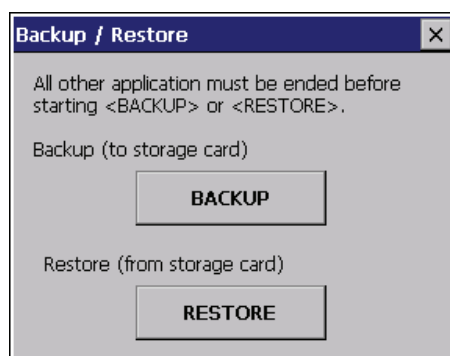 Backup / Restore
All other application must be ended before
starting <BACKUP> or <RESTORE>.
Backup (to storage card)
BACKUP
Restore (from storage card)
RESTORE